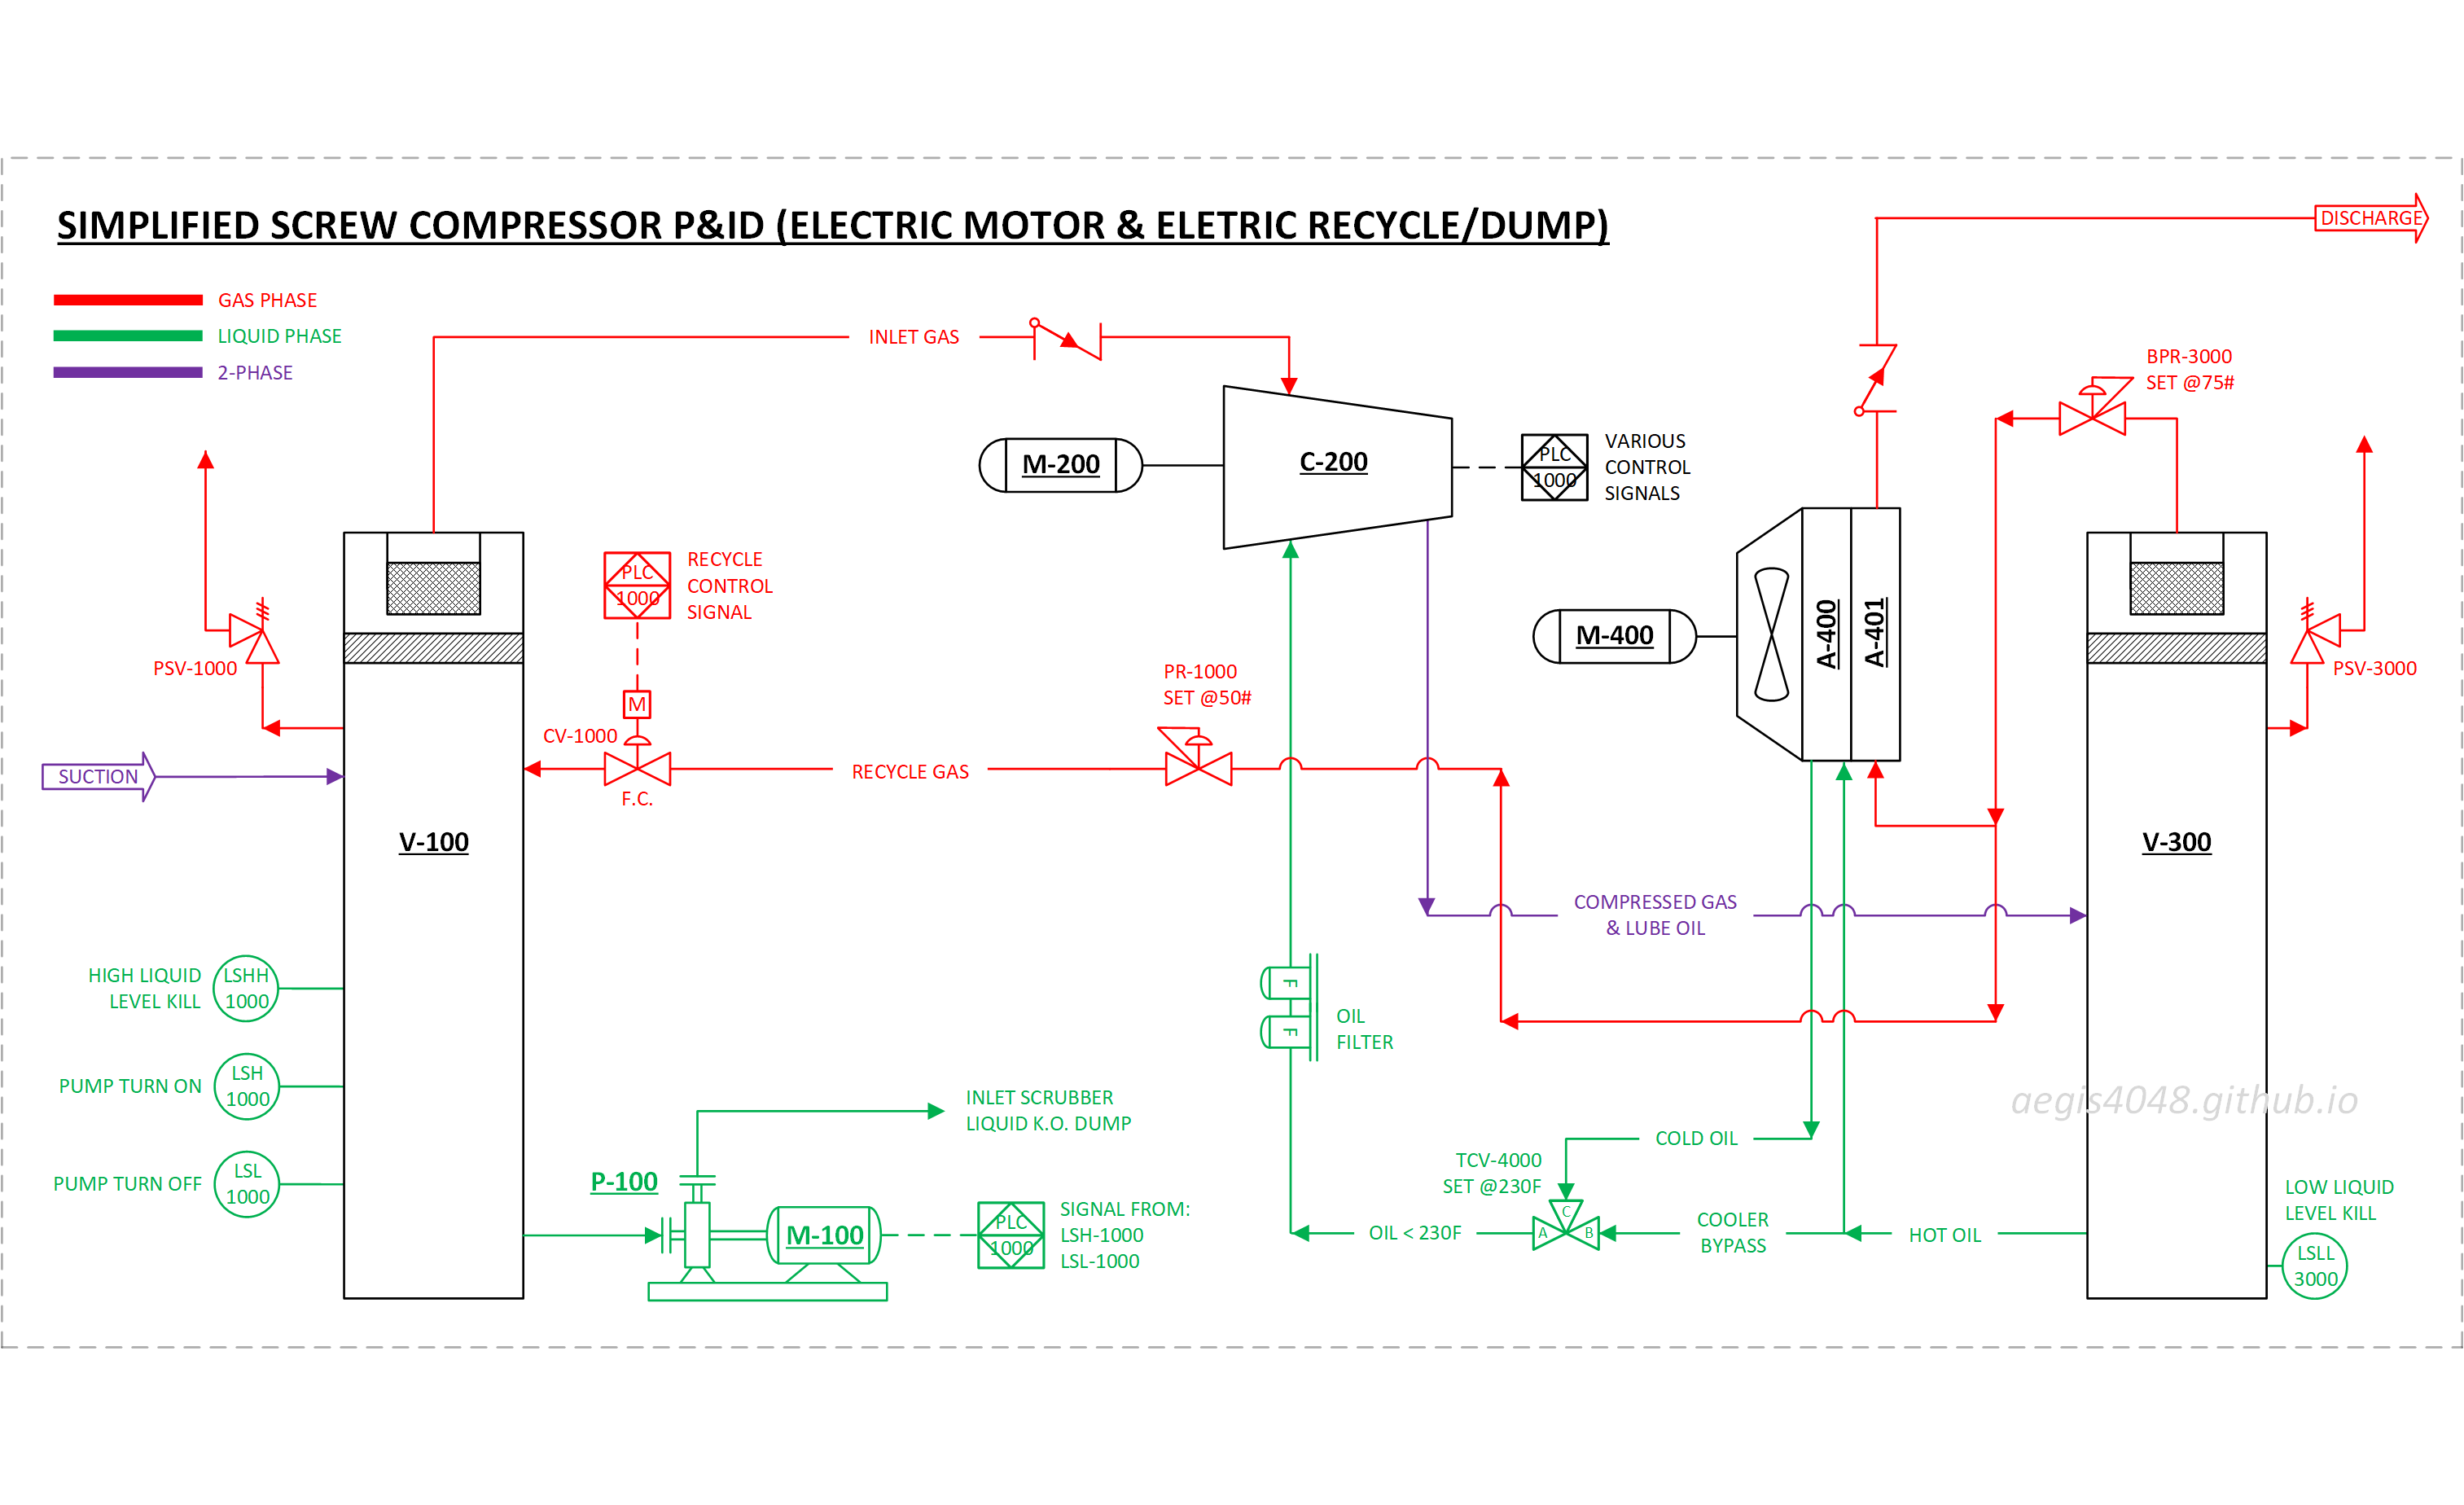 SIMPLIFIED SCREW COMPRESSOR P&ID (ELECTRIC MOTOR & ELETRIC RECYCLE/DUMP)
DISCHARGE
GAS PHASE
LIQUID PHASE
2-PHASE
INLET GAS
BPR-3000
SET @75#
M-200
C-200
PLC
1000
VARIOUS
CONTROL
SIGNALS
PLC
1000
RECYCLE
CONTROL
SIGNAL
M-400
A-400
A-401
PSV-1000
PSV-3000
PR-1000
SET @50#
M
CV-1000
F.C.
SUCTION
RECYCLE GAS
V-100
V-300
COMPRESSED GAS
& LUBE OIL
HIGH LIQUID
LEVEL KILL
LSHH
1000
F
F
OIL
FILTER
PUMP TURN ON
LSH
1000
INLET SCRUBBER
LIQUID K.O. DUMP
aegis4048.github.io
COLD OIL
PUMP TURN OFF
LSL
1000
P-100
M-100
PLC
1000
SIGNAL FROM:
LSH-1000
LSL-1000
TCV-4000
SET @230F
OIL < 230F
A
C
B
COOLER
BYPASS
HOT OIL
LOW LIQUID
LEVEL KILL
LSLL
3000